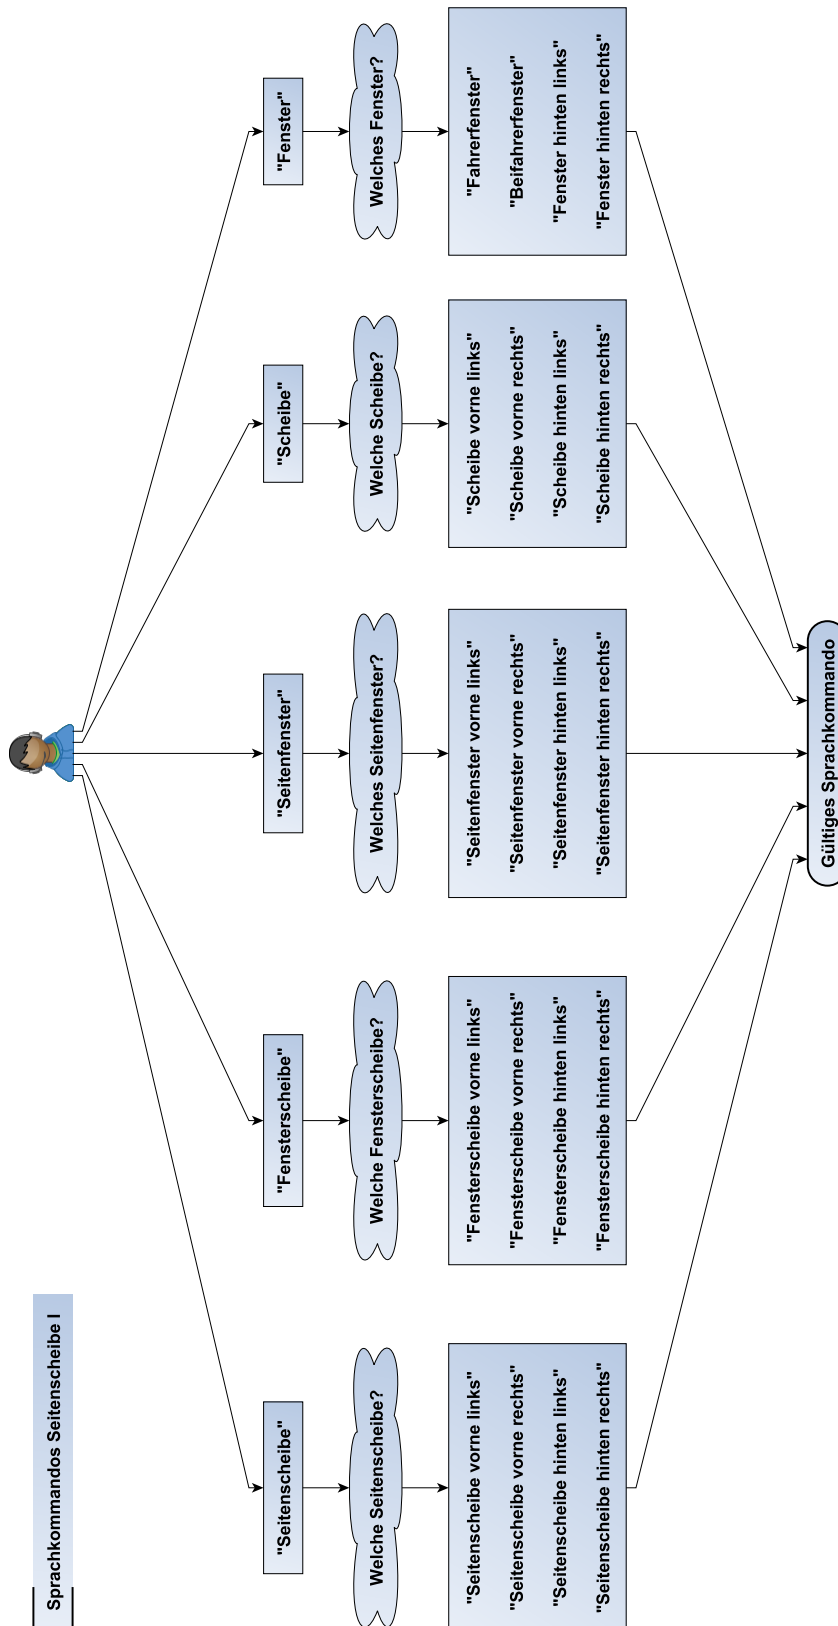 Sprachkommandos Seitenscheibe I
"Seitenscheibe"
"Fensterscheibe"
"Seitenfenster"
"Scheibe"
"Fenster"
Welche Seitenscheibe?
Welche Fensterscheibe?
Welches Seitenfenster?
Welche Scheibe?
Welches Fenster?
"Seitenscheibe vorne links"
"Seitenscheibe vorne rechts"
"Seitenscheibe hinten links"
"Seitenscheibe hinten rechts"
"Fensterscheibe vorne links"
"Fensterscheibe vorne rechts"
"Fensterscheibe hinten links"
"Fensterscheibe hinten rechts"
"Seitenfenster vorne links"
"Seitenfenster vorne rechts"
"Seitenfenster hinten links"
"Seitenfenster hinten rechts"
"Scheibe vorne links"
"Scheibe vorne rechts"
"Scheibe hinten links"
"Scheibe hinten rechts"
"Fahrerfenster"
"Beifahrerfenster"
"Fenster hinten links"
"Fenster hinten rechts"
Gültiges Sprachkommando